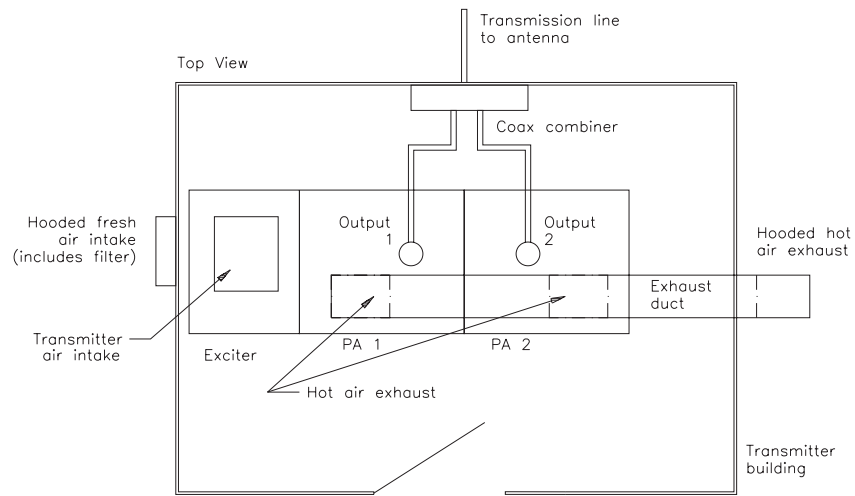 Transmission line
to antenna
Top View
Coax combiner
Hooded fresh
air intake
(includes filter)
Output
1
Output
2
Hooded hot
air exhaust
Exhaust
duct
Transmitter
air intake
Exciter
PA 1
PA 2
Hot air exhaust
Transmitter
building